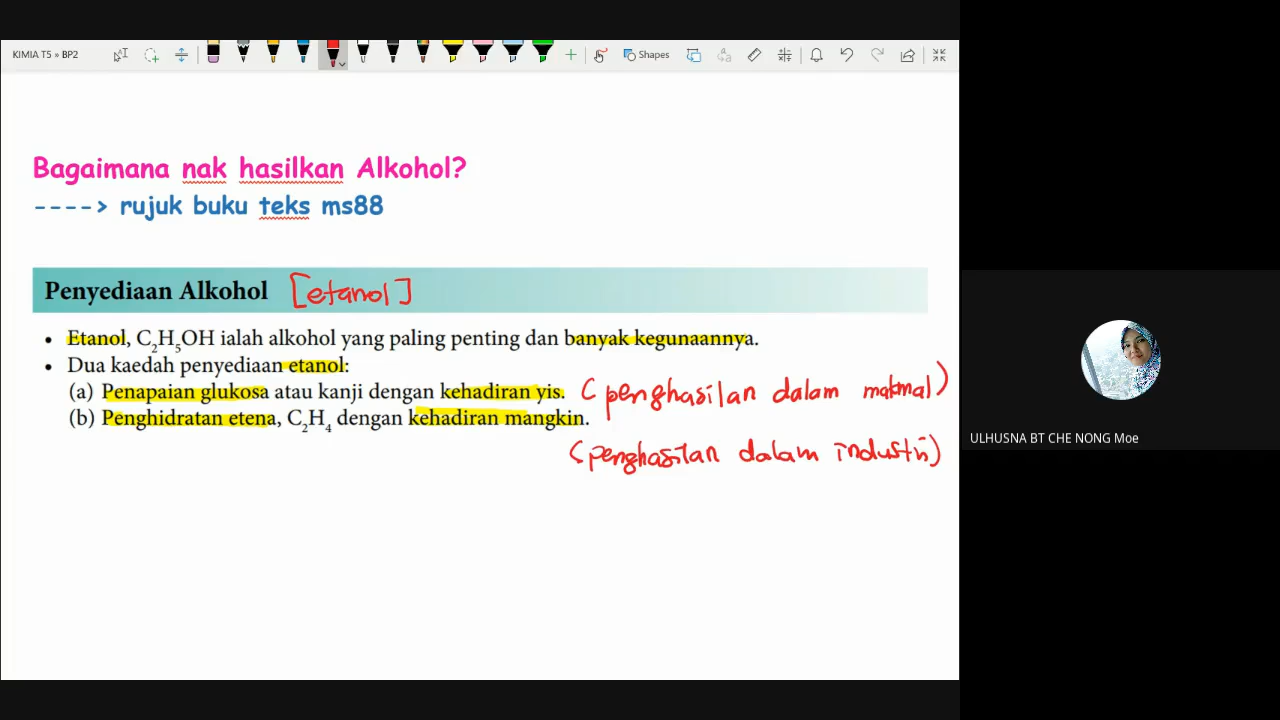 KIMIA T5 » BP2
Shapes
Bagaimana nak hasilkan Alkohol?
----> rujuk buku teks ms88
Penyediaan Alkohol [etanol]
• Etanol, C₂H₅OH ialah alkohol yang paling penting dan banyak kegunaannya.
• Dua kaedah penyediaan etanol:
(a) Penapaian glukosa atau kanji dengan kehadiran yis. (penghasilan dalam makmal)
(b) Penghidratan etena, C₂H₄ dengan kehadiran mangkin.
(penghasilan dalam industri)
ULHUSNA BT CHE NONG Moe